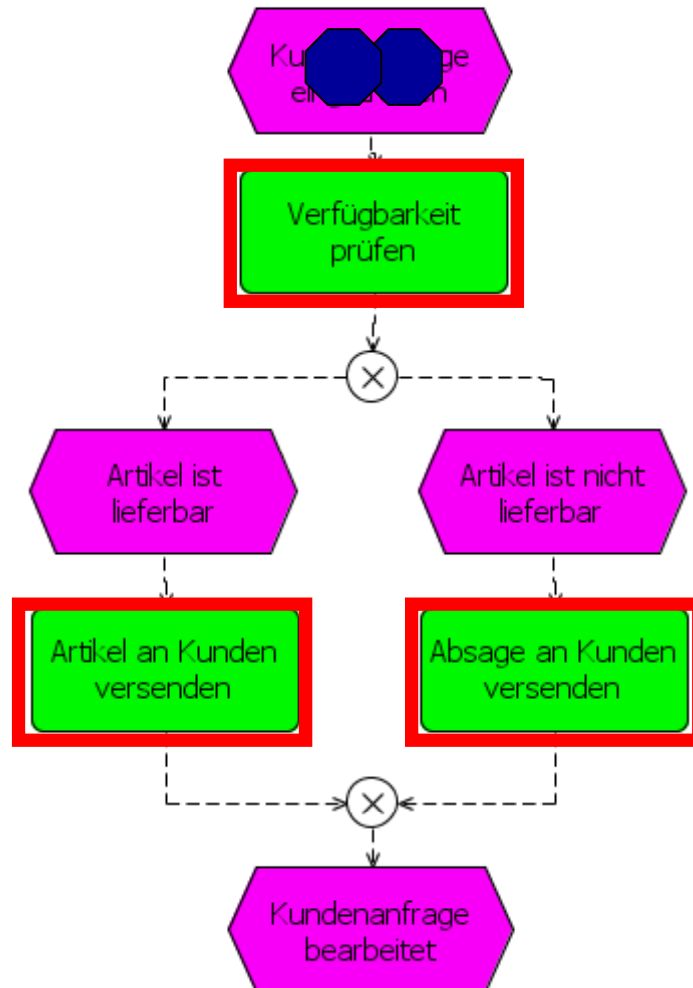 Verfügbarkeit
prüfen
Artikel ist
lieferbar
Artikel ist nicht
lieferbar
Artikel an Kunden
versenden
Absage an Kunden
versenden
Kundenanfrage
bearbeitet